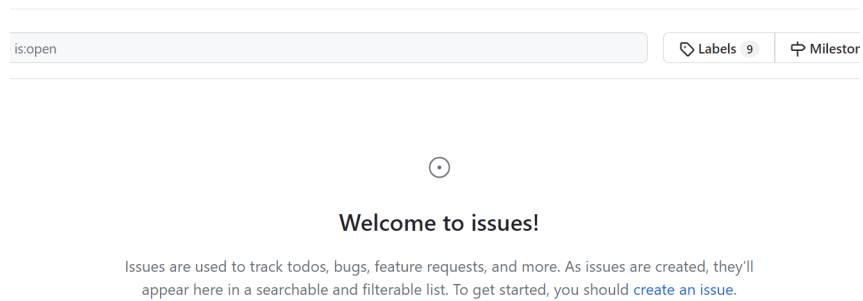 is:open
Labels 9
Mileston
Welcome to issues!
Issues are used to track todos, bugs, feature requests, and more. As issues are created, they'll
appear here in a searchable and filterable list. To get started, you should create an issue.